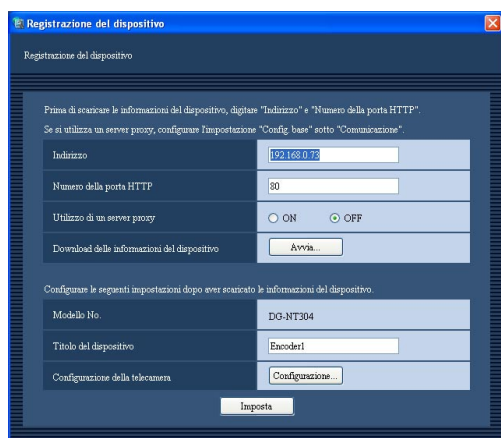 Registrazione del dispositivo
Registrazione del dispositivo
Prima di scaricare le informazioni del dispositivo, digitare "Indirizzo" e "Numero della porta HTTP".
Se si utilizza un server proxy, configurare l'impostazione "Config. base" sotto "Comunicazione".
Indirizzo 192.168.0.73
Numero della porta HTTP 80
Utilizzo di un server proxy ON OFF
Download delle informazioni del dispositivo Avvia...
Configurare le seguenti impostazioni dopo aver scaricato le informazioni del dispositivo.
Modello No. DG-NT304
Titolo del dispositivo Encoder1
Configurazione della telecamera Configurazione...
Imposta